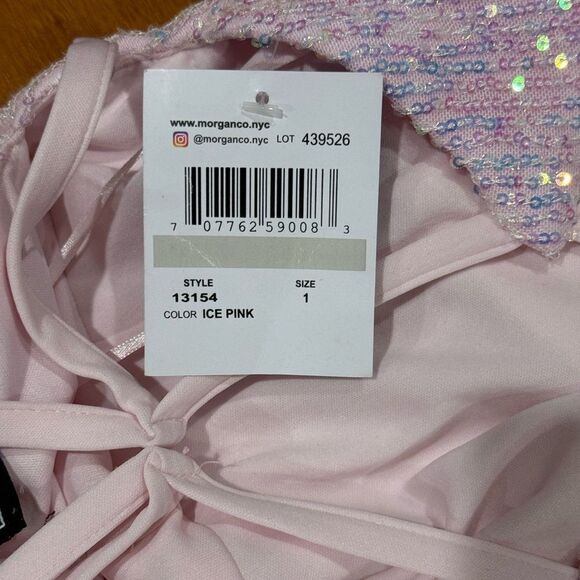 www.morganco.nyc
@morganco.nyc LOT 439526
7 07762 59008 3
STYLE SIZE
13154 1
COLOR ICE PINK